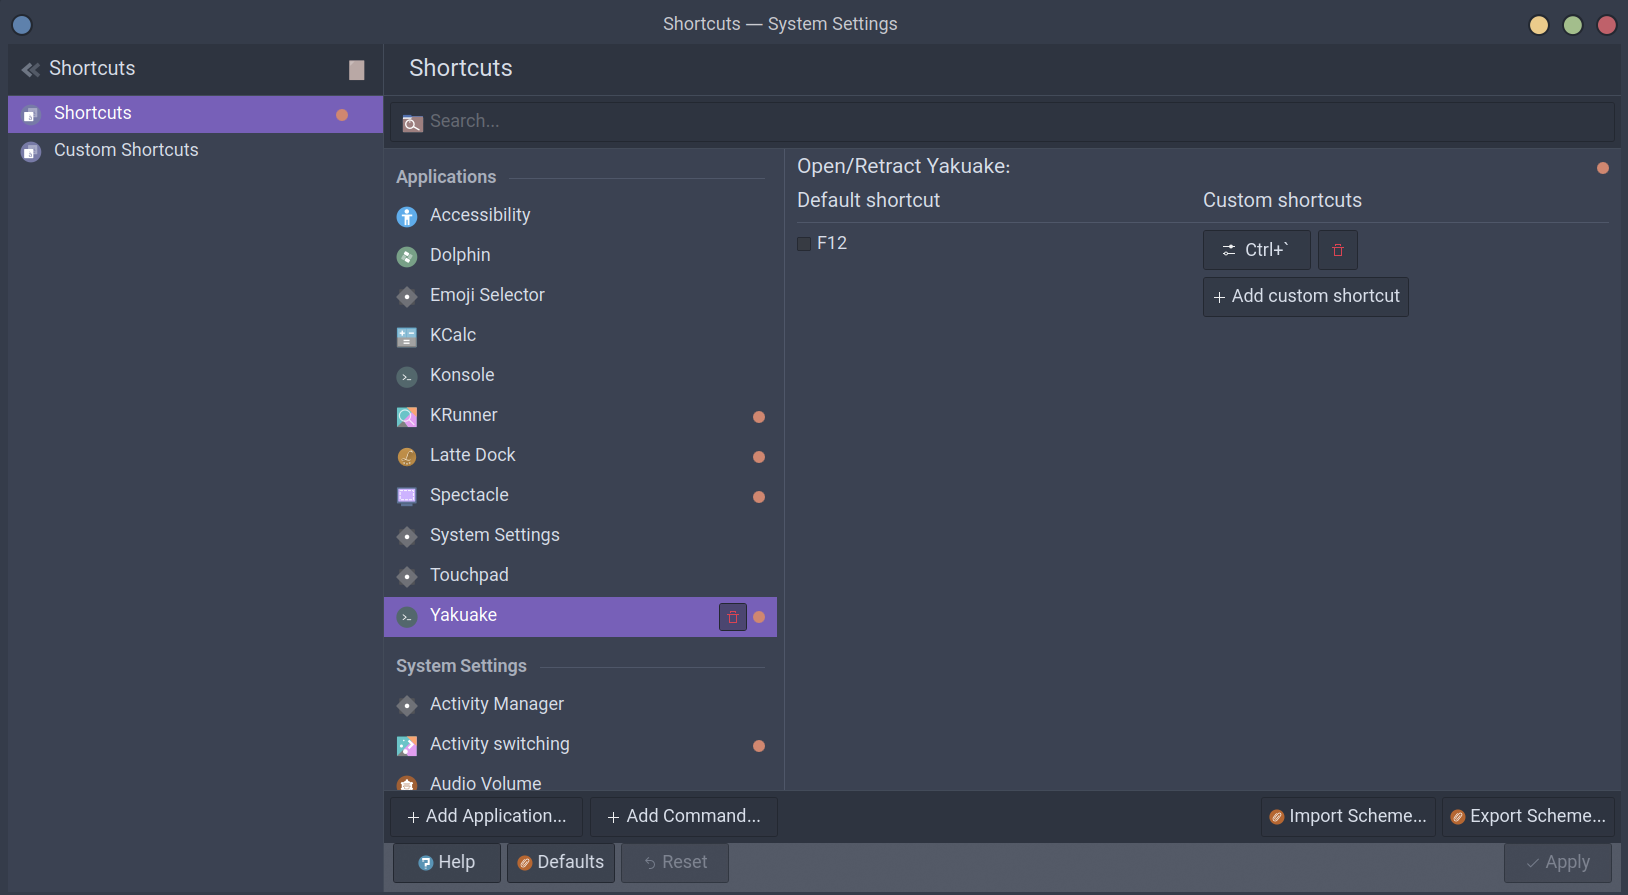 Shortcuts — System Settings
Shortcuts
Shortcuts
Custom Shortcuts
Shortcuts
Search...
Applications
Accessibility
Dolphin
Emoji Selector
KCalc
Konsole
KRunner
Latte Dock
Spectacle
System Settings
Touchpad
Yakuake
System Settings
Activity Manager
Activity switching
Audio Volume
Open/Retract Yakuake:
Default shortcut
Custom shortcuts
F12
Ctrl+`
Add custom shortcut
Add Application...
Add Command...
Import Scheme...
Export Scheme...
Help
Defaults
Reset
Apply